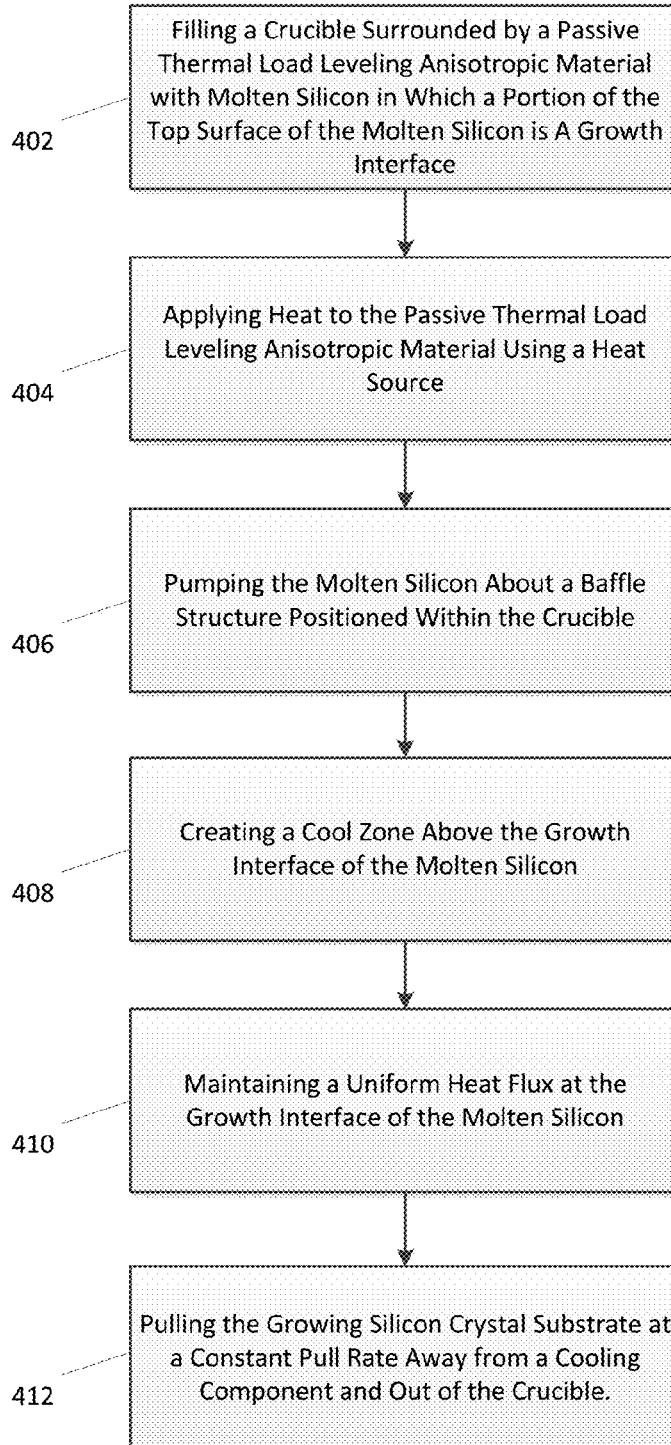 Filling a Crucible Surrounded by a Passive
Thermal Load Leveling Anisotropic Material
with Molten Silicon in Which a Portion of the
Top Surface of the Molten Silicon is A Growth
Interface
402
Applying Heat to the Passive Thermal Load
Leveling Anisotropic Material Using a Heat
Source
404
Pumping the Molten Silicon About a Baffle
Structure Positioned Within the Crucible
406
Creating a Cool Zone Above the Growth
Interface of the Molten Silicon
408
Maintaining a Uniform Heat Flux at the
Growth Interface of the Molten Silicon
410
Pulling the Growing Silicon Crystal Substrate at
a Constant Pull Rate Away from a Cooling
Component and Out of the Crucible.
412